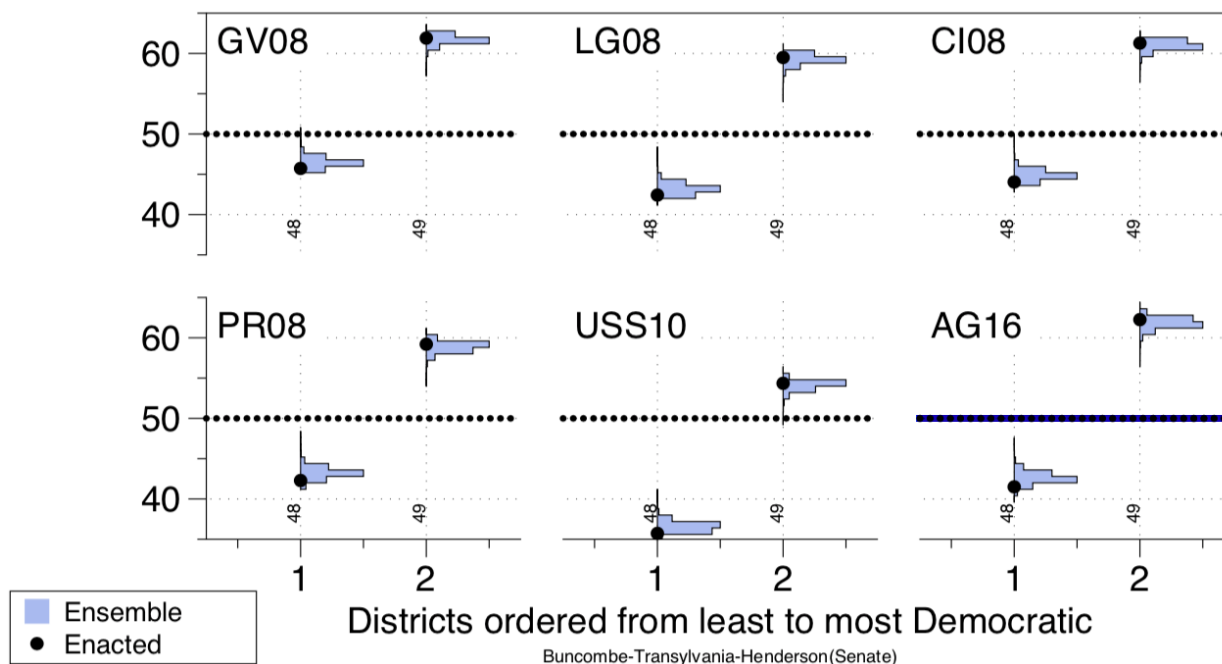 GV08
LG08
CI08
60
50
40
48
49
48
49
48
49
PR08
USS10
AG16
60
50
40
48
49
48
49
48
49
1
2
1
2
1
2
Ensemble
Enacted
Districts ordered from least to most Democratic
Buncombe-Transylvania-Henderson(Senate)